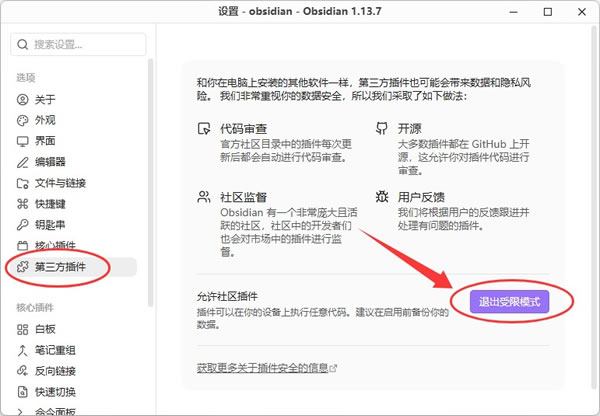 设置 - obsidian - Obsidian 1.13.7
搜索设置...
选项
关于
外观
界面
编辑器
文件与链接
快捷键
钥匙串
核心插件
第三方插件
核心插件
白板
笔记重组
反向链接
快速切换
命令面板
和你在电脑上安装的其他软件一样，第三方插件也可能会带来数据和隐私风
险。 我们非常重视你的数据安全，所以我们采取了如下做法：
代码审查
官方社区目录中的插件每次更
新后都会自动进行代码审查。
开源
大多数插件都在 GitHub 上开
源，这允许你对插件代码进行
审查。
社区监督
Obsidian 有一个非常庞大且活
跃的社区，社区中的开发者们
也会对市场中的插件进行监
督。
用户反馈
我们将根据用户的反馈跟进并
处理有问题的插件。
允许社区插件
插件可以在你的设备上执行任意代码。建议在启用前备份你的
数据。
退出受限模式
获取更多关于插件安全的信息